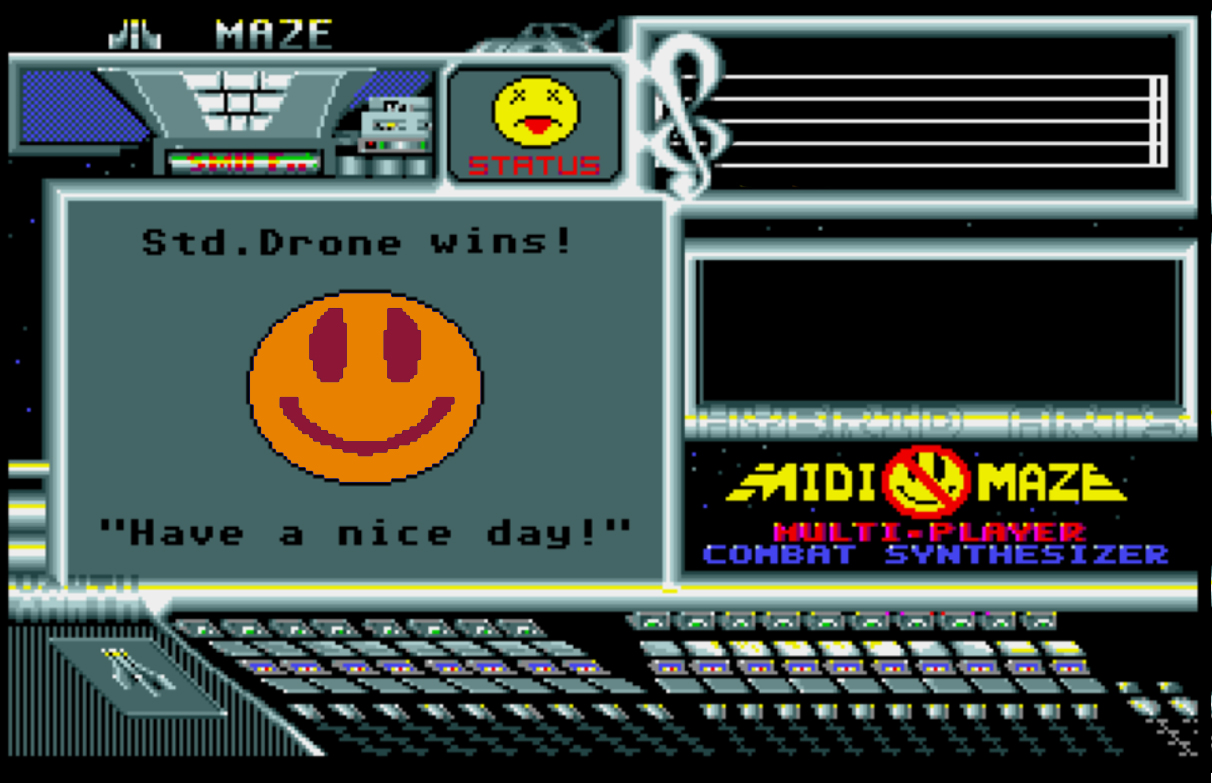 MAZE
STATUS
Std.Drone wins!
"Have a nice day!"
MIDI MAZE
MULTI-PLAYER
COMBAT SYNTHESIZER